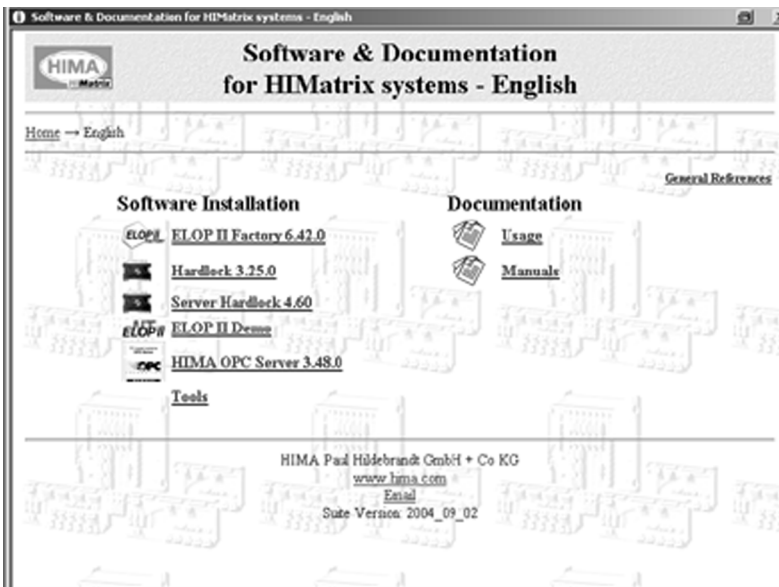 Software & Documentation for HIMatrix systems - English
HIMA
HIMatrix
Software & Documentation
for HIMatrix systems - English
Home → English
General References
Software Installation
Documentation
ELOP II
ELOP II Factory 6.42.0
Usage
Hardlock 3.25.0
Manuals
Server Hardlock 4.60
ELOP II
ELOP II Demo
OPC
HIMA OPC Server 3.48.0
Tools
HIMA Paul Hildebrandt GmbH + Co KG
www.hima.com
Email
Suite Version: 2004_09_02